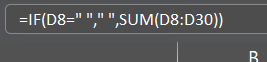 =IF(D8=" "," ",SUM(D8:D30))
B